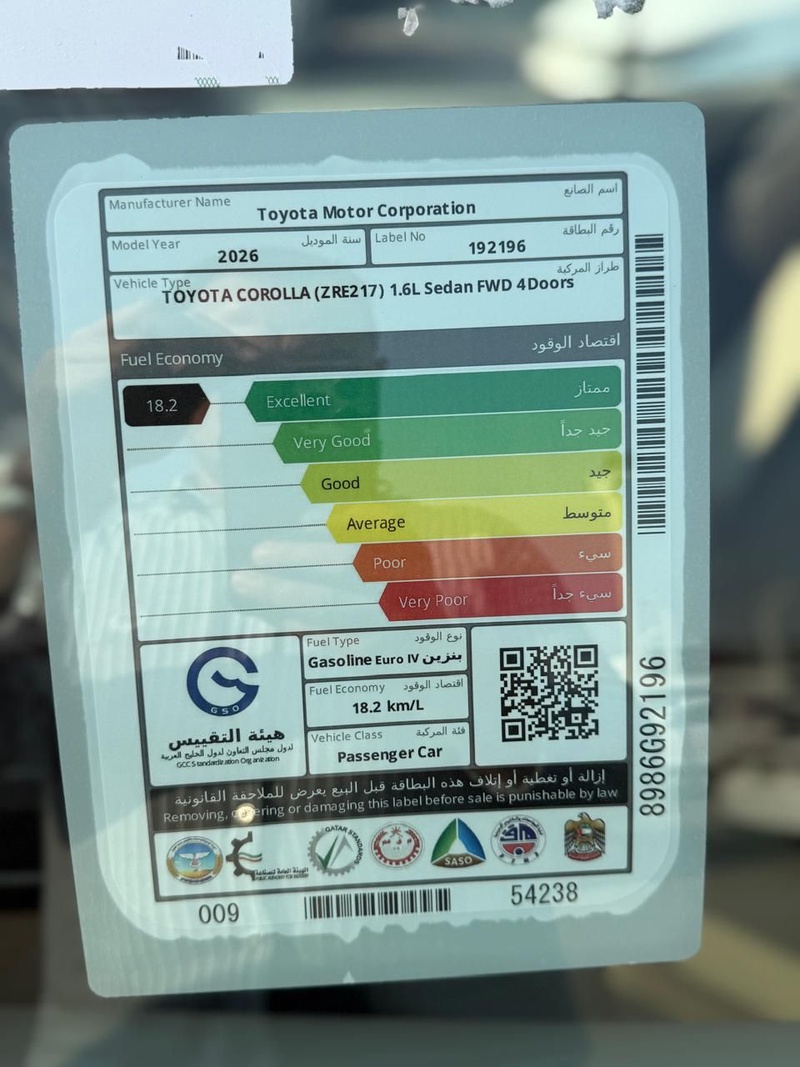 Manufacturer Name اسم الصانع
Toyota Motor Corporation
Model Year سنة الموديل
2026
Label No رقم البطاقة
192196
Vehicle Type طراز المركبة
TOYOTA COROLLA (ZRE217) 1.6L Sedan FWD 4Doors
Fuel Economy اقتصاد الوقود
18.2
Excellent ممتاز
Very Good جيد جداً
Good جيد
Average متوسط
Poor سيء
Very Poor سيء جداً
GSO
هيئة التقييس
لدول مجلس التعاون لدول الخليج العربية
GCC Standardization Organization
Fuel Type نوع الوقود
Gasoline Euro IV بنزين
Fuel Economy اقتصاد الوقود
18.2 km/L
Vehicle Class فئة المركبة
Passenger Car
8986G92196
إزالة أو تغطية أو إتلاف هذه البطاقة قبل البيع يعرض للملاحقة القانونية
Removing, covering or damaging this label before sale is punishable by law
QATAR STANDARDS
SASO
009
54238